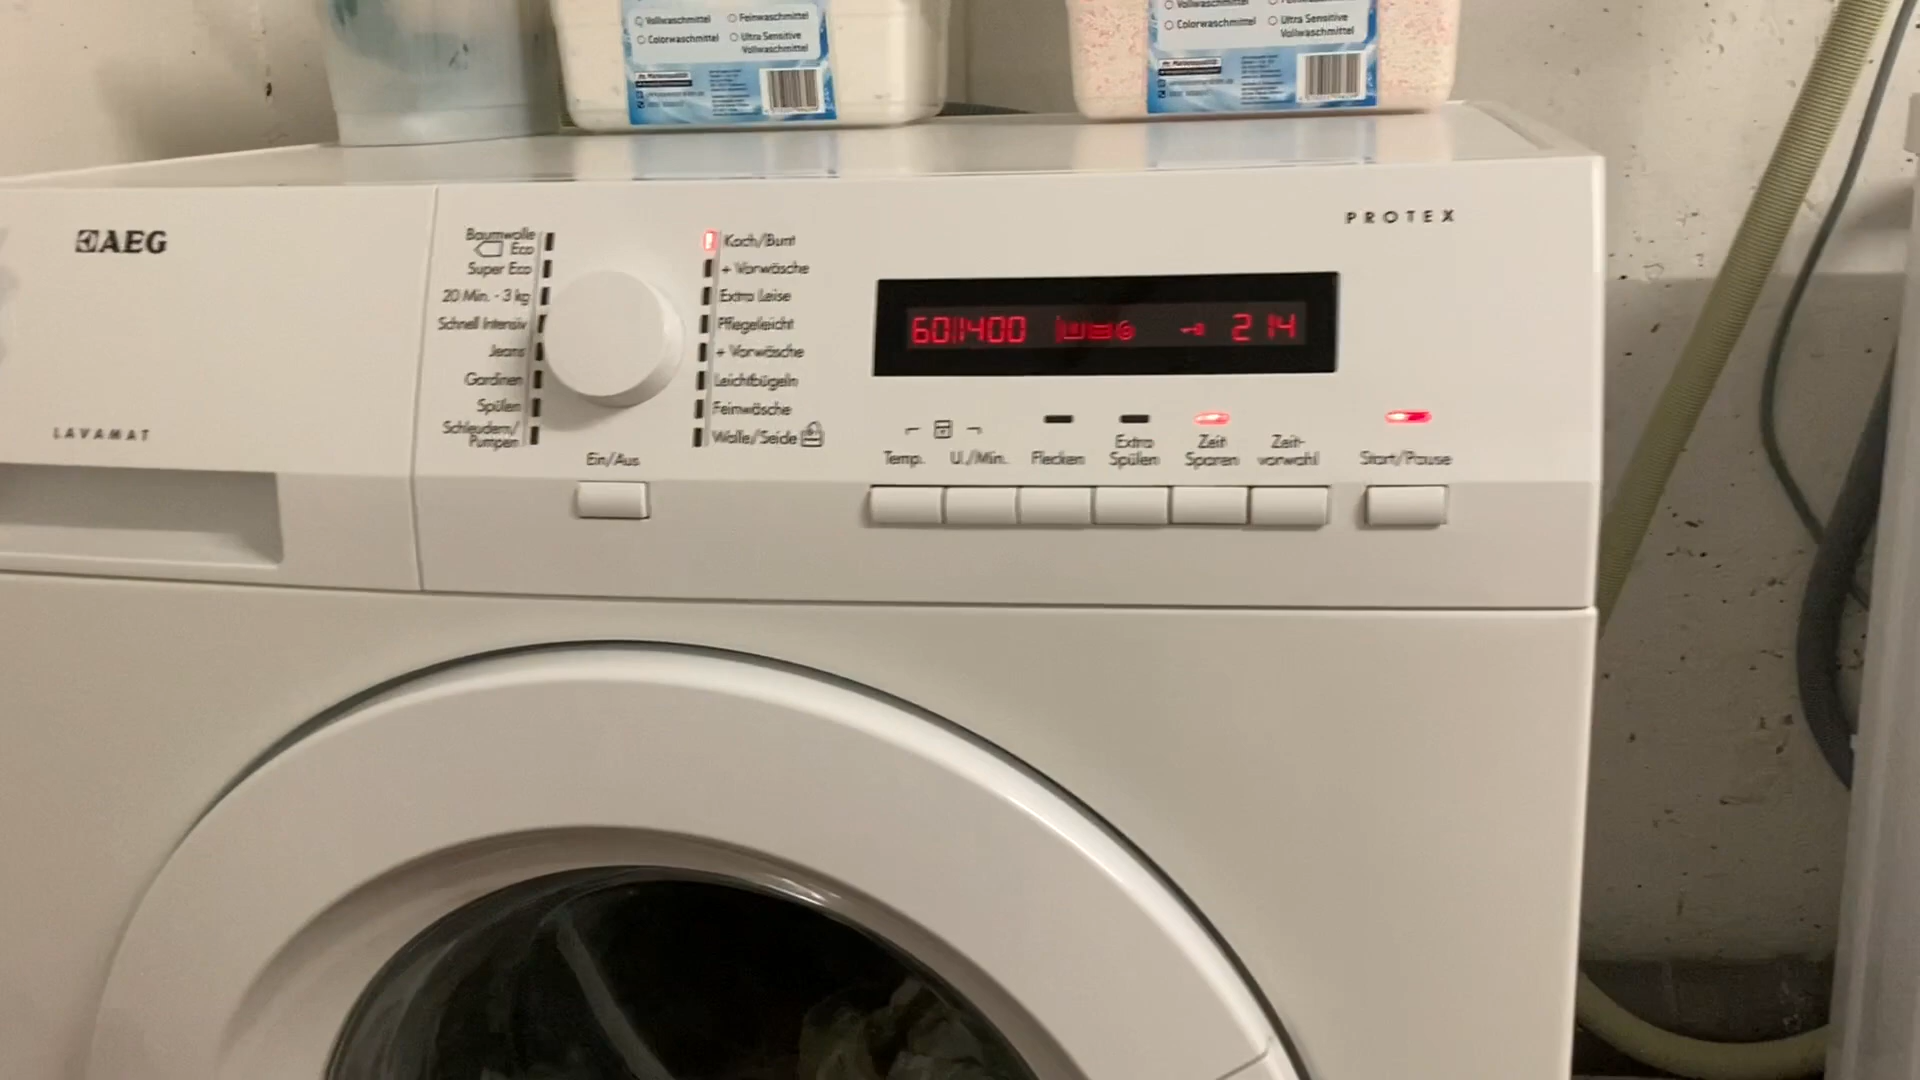 Vollwaschmittel
Feinwaschmittel
Colorwaschmittel
Ultra Sensitive
Vollwaschmittel
Vollwaschmittel
Colorwaschmittel
Ultra Sensitive
Vollwaschmittel
AEG
LAVAMAT
PROTEX
Baumwolle
Eco
Super Eco
20 Min. - 3 kg
Schnell Intensiv
Jeans
Gardinen
Spülen
Schleudern/
Pumpen
Koch/Bunt
+ Vorwäsche
Extra Leise
Pflegeleicht
+ Vorwäsche
Leichtbügeln
Feinwäsche
Wolle/Seide
Ein/Aus
60 1400 2 14
Temp.
U./Min.
Flecken
Extra
Spülen
Zeit
Sparen
Zeit-
vorwahl
Start/Pause